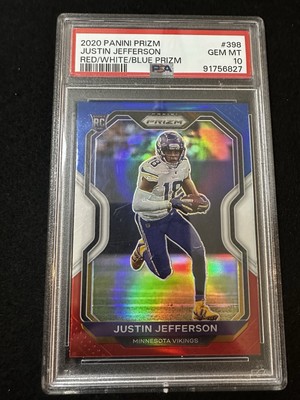 2020 PANINI PRIZM #398
JUSTIN JEFFERSON GEM MT
RED/WHITE/BLUE PRIZM 10
PSA 91756827
RC
PRIZM
18
JUSTIN JEFFERSON
MINNESOTA VIKINGS